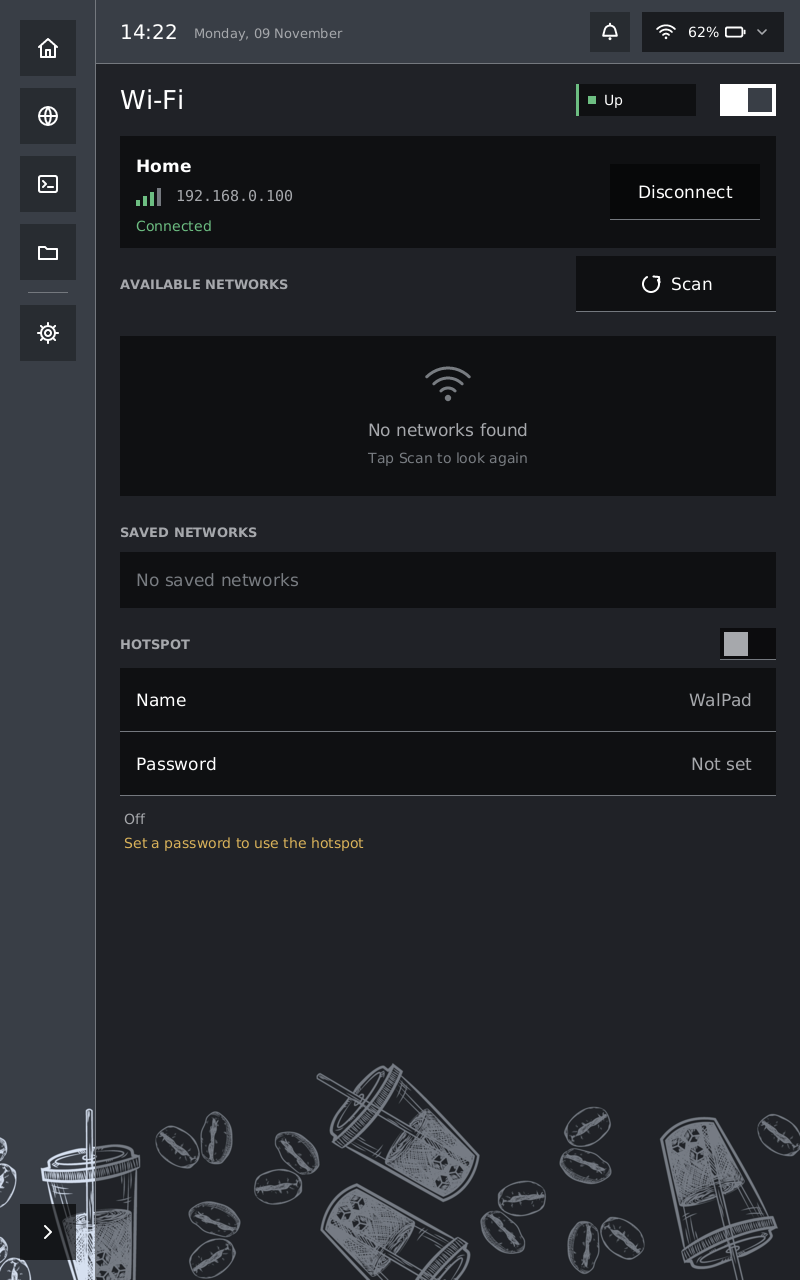 14:22 Monday, 09 November 62%
Wi-Fi
Up
Home
192.168.0.100
Connected
Disconnect
AVAILABLE NETWORKS
Scan
No networks found
Tap Scan to look again
SAVED NETWORKS
No saved networks
HOTSPOT
Name WalPad
Password Not set
Off
Set a password to use the hotspot